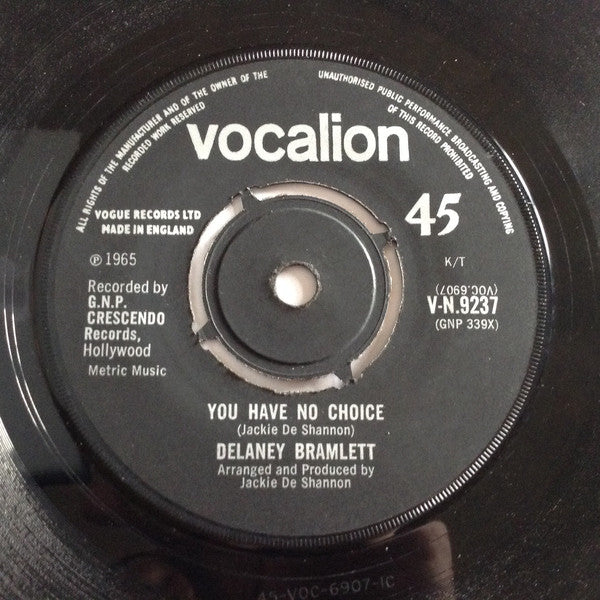 ALL RIGHTS OF THE MANUFACTURER AND OF THE OWNER OF THE
RECORDED WORK RESERVED
UNAUTHORISED PUBLIC PERFORMANCE BROADCASTING AND COPYING
OF THIS RECORD PROHIBITED
vocalion
VOGUE RECORDS LTD
MADE IN ENGLAND
45
℗ 1965
K/T
Recorded by
G.N.P.
CRESCENDO
Records,
Hollywood
Metric Music
(VOC.6907)
V-N.9237
(GNP 339X)
YOU HAVE NO CHOICE
(Jackie De Shannon)
DELANEY BRAMLETT
Arranged and Produced by
Jackie De Shannon
45-VOC-6907-1C